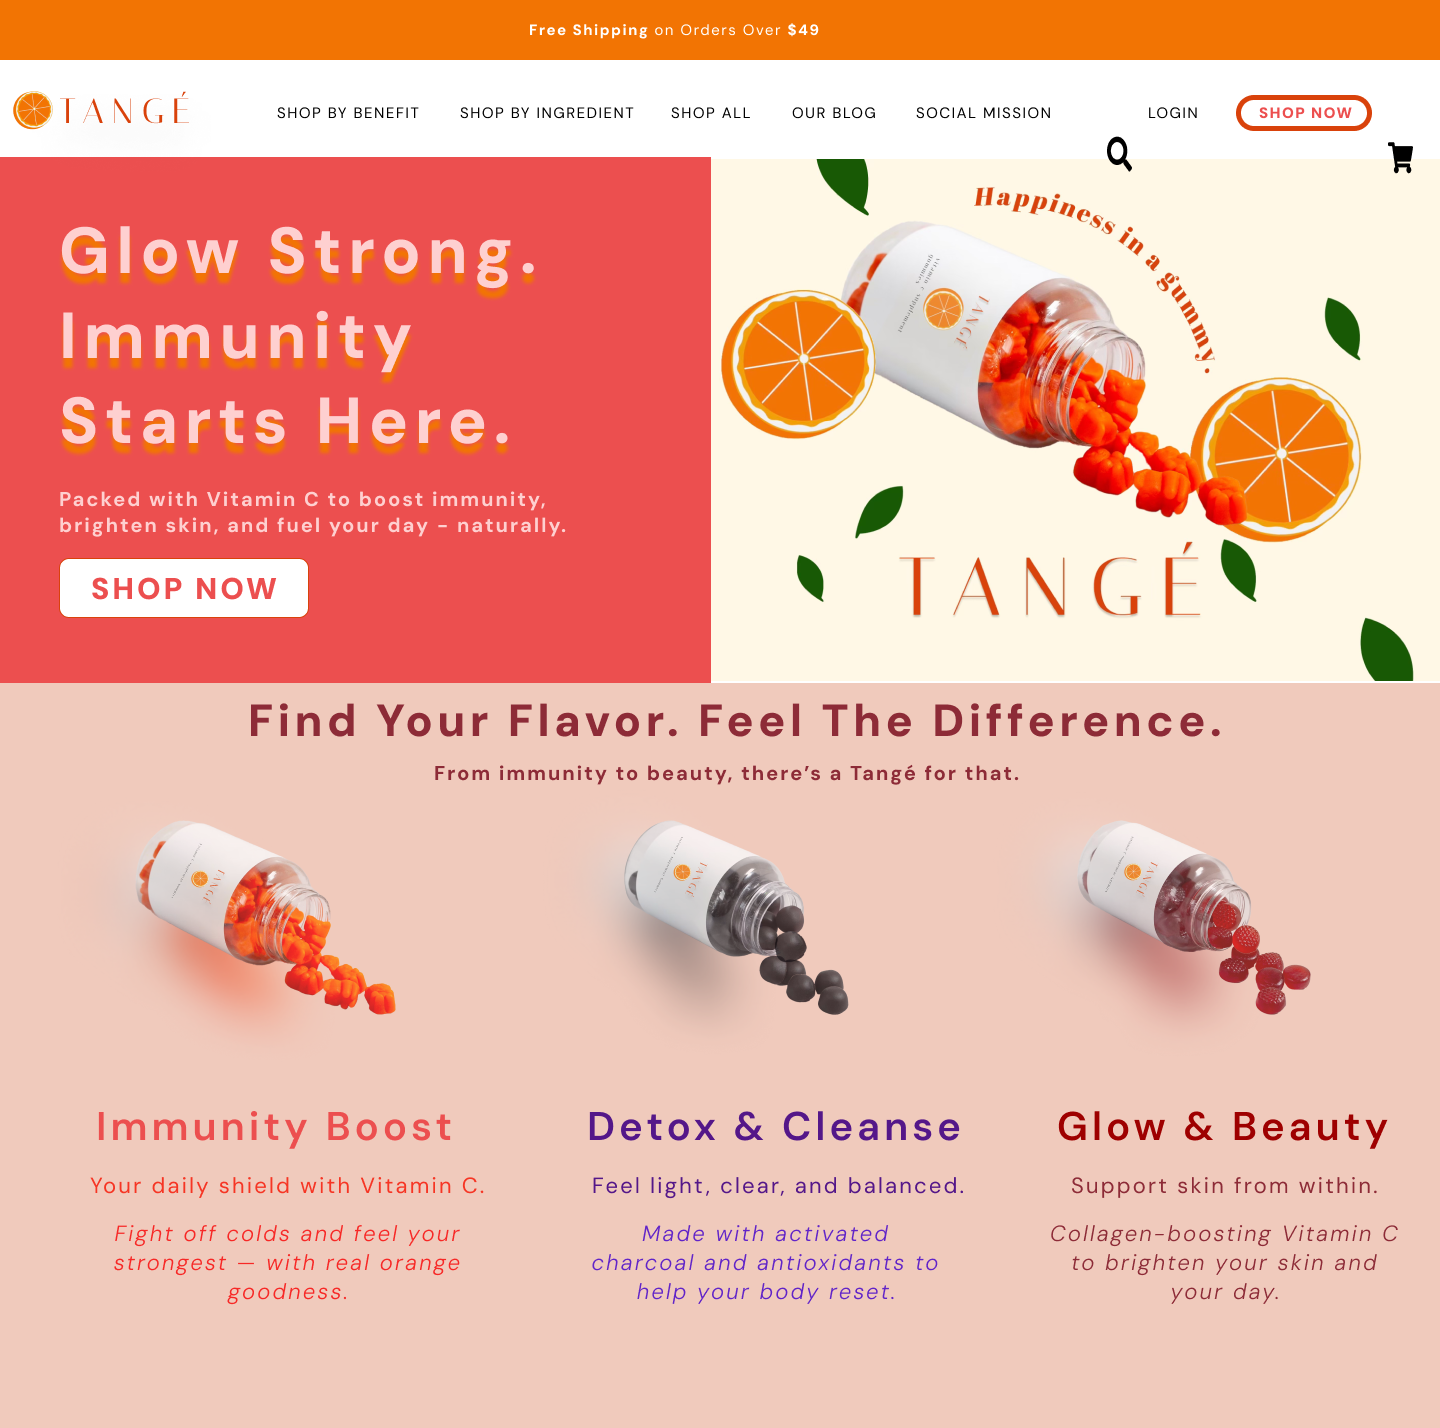 Free Shipping on Orders Over $49
TANGÉ
SHOP BY BENEFIT
SHOP BY INGREDIENT
SHOP ALL
OUR BLOG
SOCIAL MISSION
LOGIN
SHOP NOW
Glow Strong.
Immunity
Starts Here.
Packed with Vitamin C to boost immunity,
brighten skin, and fuel your day - naturally.
SHOP NOW
Happiness in a gummy.
TANGÉ
vitamin c supplement
gummies
TANGÉ
Find Your Flavor. Feel The Difference.
From immunity to beauty, there’s a Tangé for that.
TANGÉ
TANGÉ
TANGÉ
Immunity Boost
Your daily shield with Vitamin C.
Fight off colds and feel your
strongest — with real orange
goodness.
Detox & Cleanse
Feel light, clear, and balanced.
Made with activated
charcoal and antioxidants to
help your body reset.
Glow & Beauty
Support skin from within.
Collagen-boosting Vitamin C
to brighten your skin and
your day.